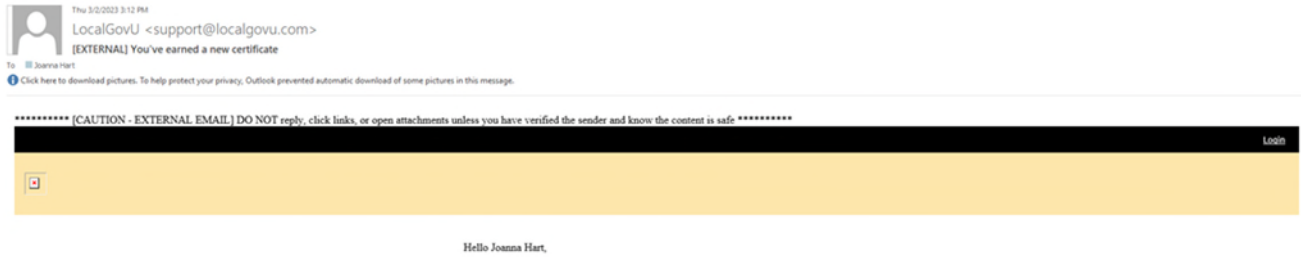 Thu 3/2/2023 3:12 PM
LocalGovU <support@localgovu.com>
[EXTERNAL] You've earned a new certificate
To Joanna Hart
Click here to download pictures. To help protect your privacy, Outlook prevented automatic download of some pictures in this message.
********** [CAUTION - EXTERNAL EMAIL] DO NOT reply, click links, or open attachments unless you have verified the sender and know the content is safe **********
Login
Hello Joanna Hart,